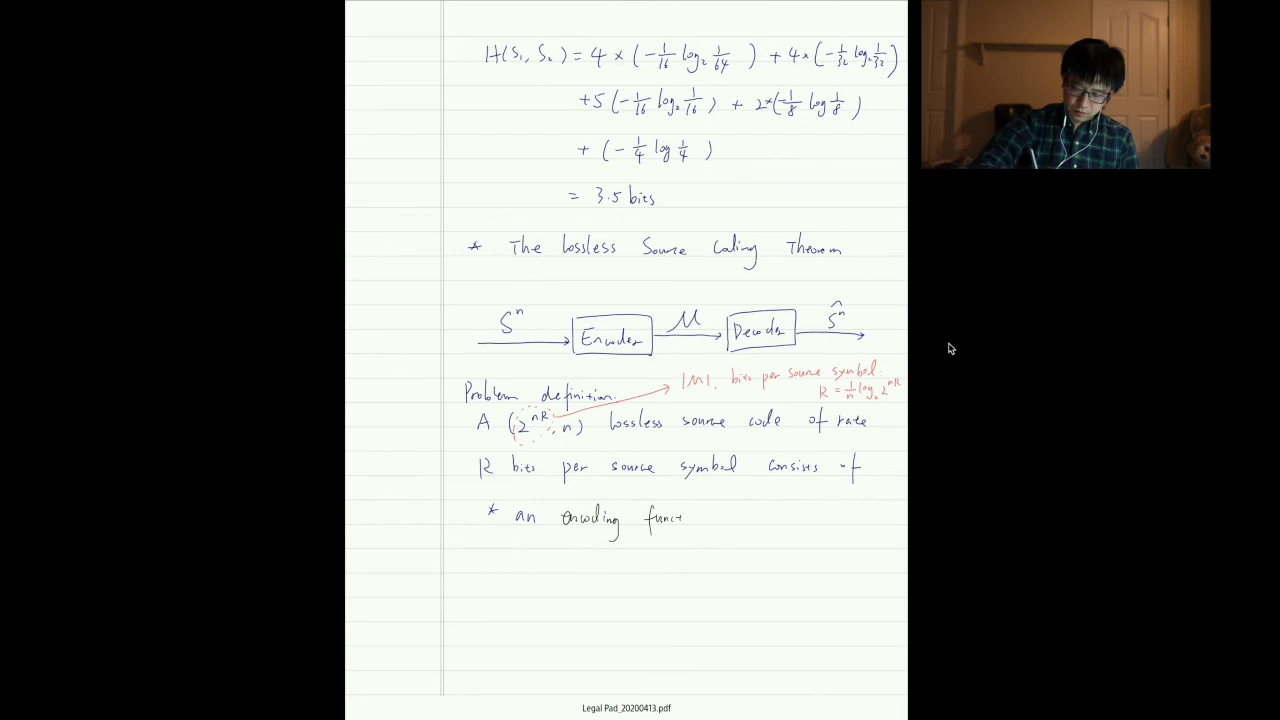 H(S₁, S₂) = 4 × (-1/16 log₂ 1/64) + 4 × (-1/32 log₂ 1/32)
+5 (-1/16 log₂ 1/16) + 2×(-1/8 log 1/8)
+ (-1/4 log 1/4)
= 3.5 bits
* The Lossless Source Coding Theorem
Sⁿ Encoder M Decoder Ŝⁿ
|M|, bits per source symbol:
R = 1/n log₂ 2^{nR}
Problem definition.
A (2^{nR}, n) lossless source code of rate
R bits per source symbol consists of
* an encoding funct
Legal Pad_20200413.pdf